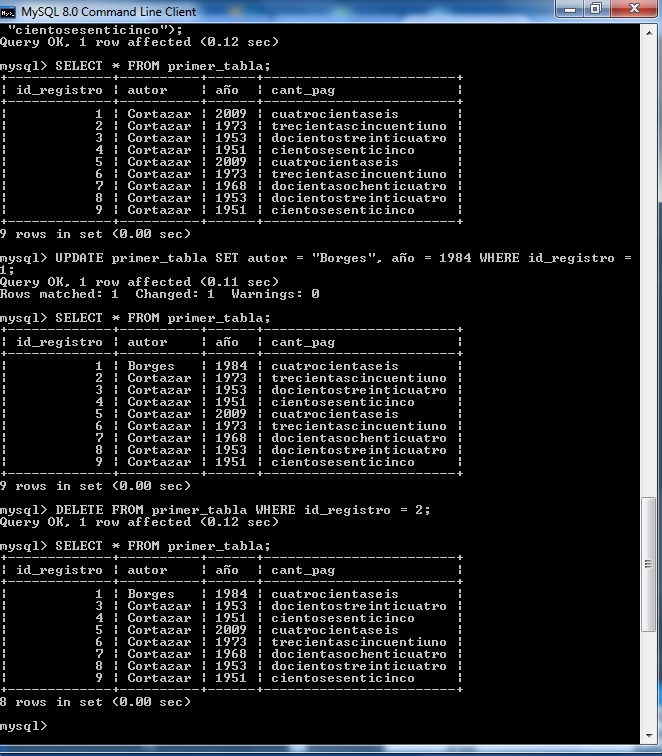 MySQL 8.0 Command Line Client
"cientosesenticinco");
Query OK, 1 row affected (0.12 sec)
mysql> SELECT * FROM primer_tabla;
+-------------+----------+------+------------------------+
| id_registro | autor | año | cant_pag |
+-------------+----------+------+------------------------+
| 1 | Cortazar | 2009 | cuatrocientaseis |
| 2 | Cortazar | 1973 | trecientascincuentiuno |
| 3 | Cortazar | 1953 | docientostreinticuatro |
| 4 | Cortazar | 1951 | cientosesenticinco |
| 5 | Cortazar | 2009 | cuatrocientaseis |
| 6 | Cortazar | 1973 | trecientascincuentiuno |
| 7 | Cortazar | 1968 | docientasochenticuatro |
| 8 | Cortazar | 1953 | docientostreinticuatro |
| 9 | Cortazar | 1951 | cientosesenticinco |
+-------------+----------+------+------------------------+
9 rows in set (0.00 sec)
mysql> UPDATE primer_tabla SET autor = "Borges", año = 1984 WHERE id_registro =
1;
Query OK, 1 row affected (0.11 sec)
Rows matched: 1 Changed: 1 Warnings: 0
mysql> SELECT * FROM primer_tabla;
+-------------+----------+------+------------------------+
| id_registro | autor | año | cant_pag |
+-------------+----------+------+------------------------+
| 1 | Borges | 1984 | cuatrocientaseis |
| 2 | Cortazar | 1973 | trecientascincuentiuno |
| 3 | Cortazar | 1953 | docientostreinticuatro |
| 4 | Cortazar | 1951 | cientosesenticinco |
| 5 | Cortazar | 2009 | cuatrocientaseis |
| 6 | Cortazar | 1973 | trecientascincuentiuno |
| 7 | Cortazar | 1968 | docientasochenticuatro |
| 8 | Cortazar | 1953 | docientostreinticuatro |
| 9 | Cortazar | 1951 | cientosesenticinco |
+-------------+----------+------+------------------------+
9 rows in set (0.00 sec)
mysql> DELETE FROM primer_tabla WHERE id_registro = 2;
Query OK, 1 row affected (0.12 sec)
mysql> SELECT * FROM primer_tabla;
+-------------+----------+------+------------------------+
| id_registro | autor | año | cant_pag |
+-------------+----------+------+------------------------+
| 1 | Borges | 1984 | cuatrocientaseis |
| 3 | Cortazar | 1953 | docientostreinticuatro |
| 4 | Cortazar | 1951 | cientosesenticinco |
| 5 | Cortazar | 2009 | cuatrocientaseis |
| 6 | Cortazar | 1973 | trecientascincuentiuno |
| 7 | Cortazar | 1968 | docientasochenticuatro |
| 8 | Cortazar | 1953 | docientostreinticuatro |
| 9 | Cortazar | 1951 | cientosesenticinco |
+-------------+----------+------+------------------------+
8 rows in set (0.00 sec)
mysql>